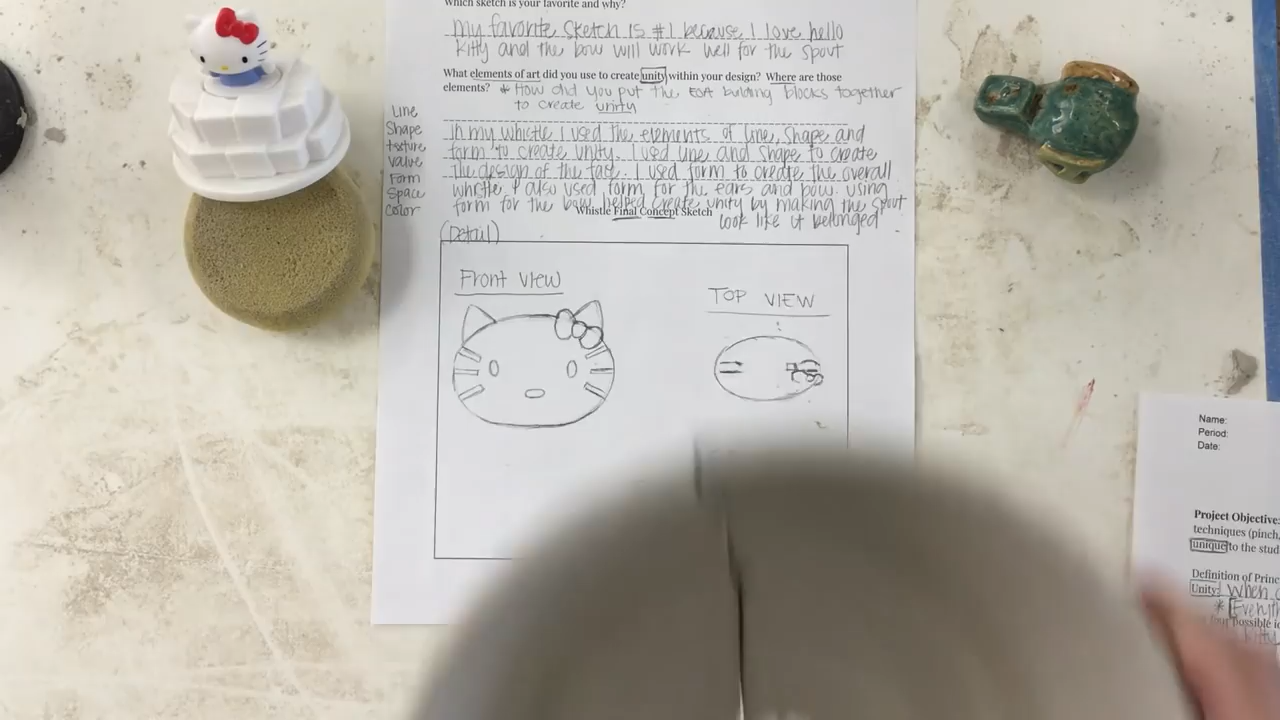 Which sketch is your favorite and why?
My favorite sketch is #1 because I love hello
kitty and the bow will work well for the spout
What elements of art did you use to create unity within your design? Where are those
elements? * How did you put the EOA building blocks together
to create unity
Line
Shape
texture
value
Form
Space
color
In my whistle I used the elements of line, shape and
form to create unity. I used line and shape to create
the design of the face. I used form to create the overall
whistle. I also used form for the ears and bow. using
form for the bow helped create unity by making the spout
look like it belonged.
Whistle Final Concept Sketch
(Detail)
Front view
TOP VIEW
Name:
Period:
Date:
Project Objective:
techniques (pinch,
unique to the stud
Definition of Princ
Unity: When
* Everyth
four possible id
kitty